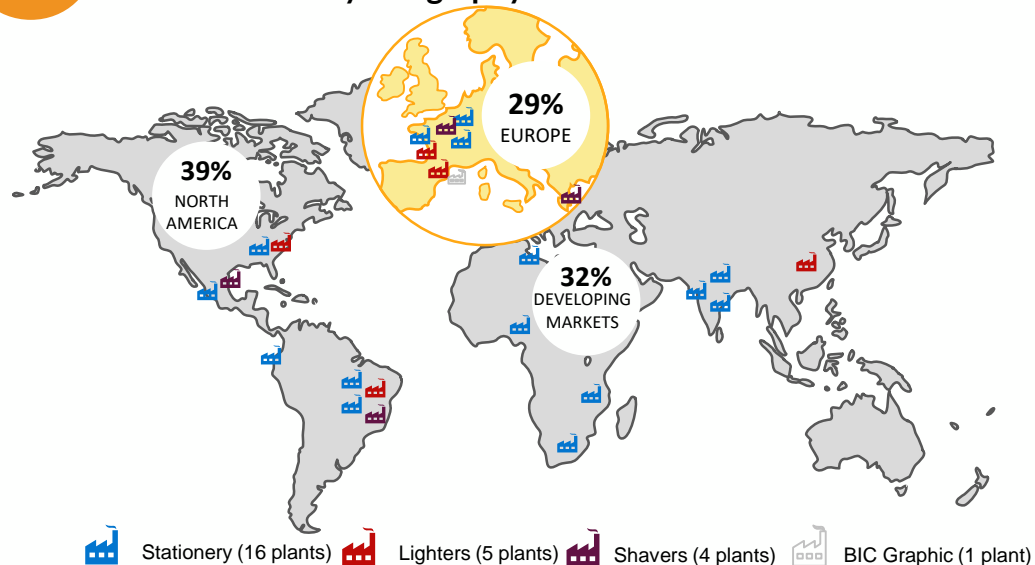 29%
EUROPE
39%
NORTH
AMERICA
32%
DEVELOPING
MARKETS
Stationery (16 plants)
Lighters (5 plants)
Shavers (4 plants)
BIC Graphic (1 plant)